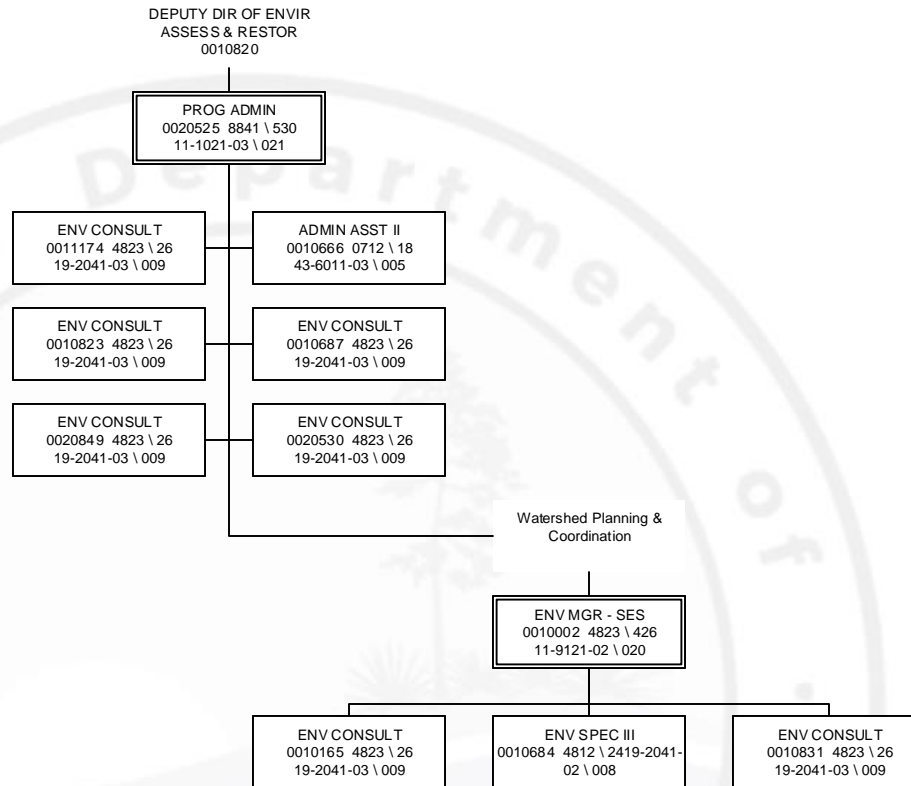 DEPUTY DIR OF ENVIR
ASSESS & RESTOR
0010820
PROG ADMIN
0020525 8841 \ 530
11-1021-03 \ 021
ENV CONSULT
0011174 4823 \ 26
19-2041-03 \ 009
ADMIN ASST II
0010666 0712 \ 18
43-6011-03 \ 005
ENV CONSULT
0010823 4823 \ 26
19-2041-03 \ 009
ENV CONSULT
0010687 4823 \ 26
19-2041-03 \ 009
ENV CONSULT
0020849 4823 \ 26
19-2041-03 \ 009
ENV CONSULT
0020530 4823 \ 26
19-2041-03 \ 009
Watershed Planning &
Coordination
ENV MGR - SES
0010002 4823 \ 426
11-9121-02 \ 020
ENV CONSULT
0010165 4823 \ 26
19-2041-03 \ 009
ENV SPEC III
0010684 4812 \ 2419-2041-
02 \ 008
ENV CONSULT
0010831 4823 \ 26
19-2041-03 \ 009
Department of